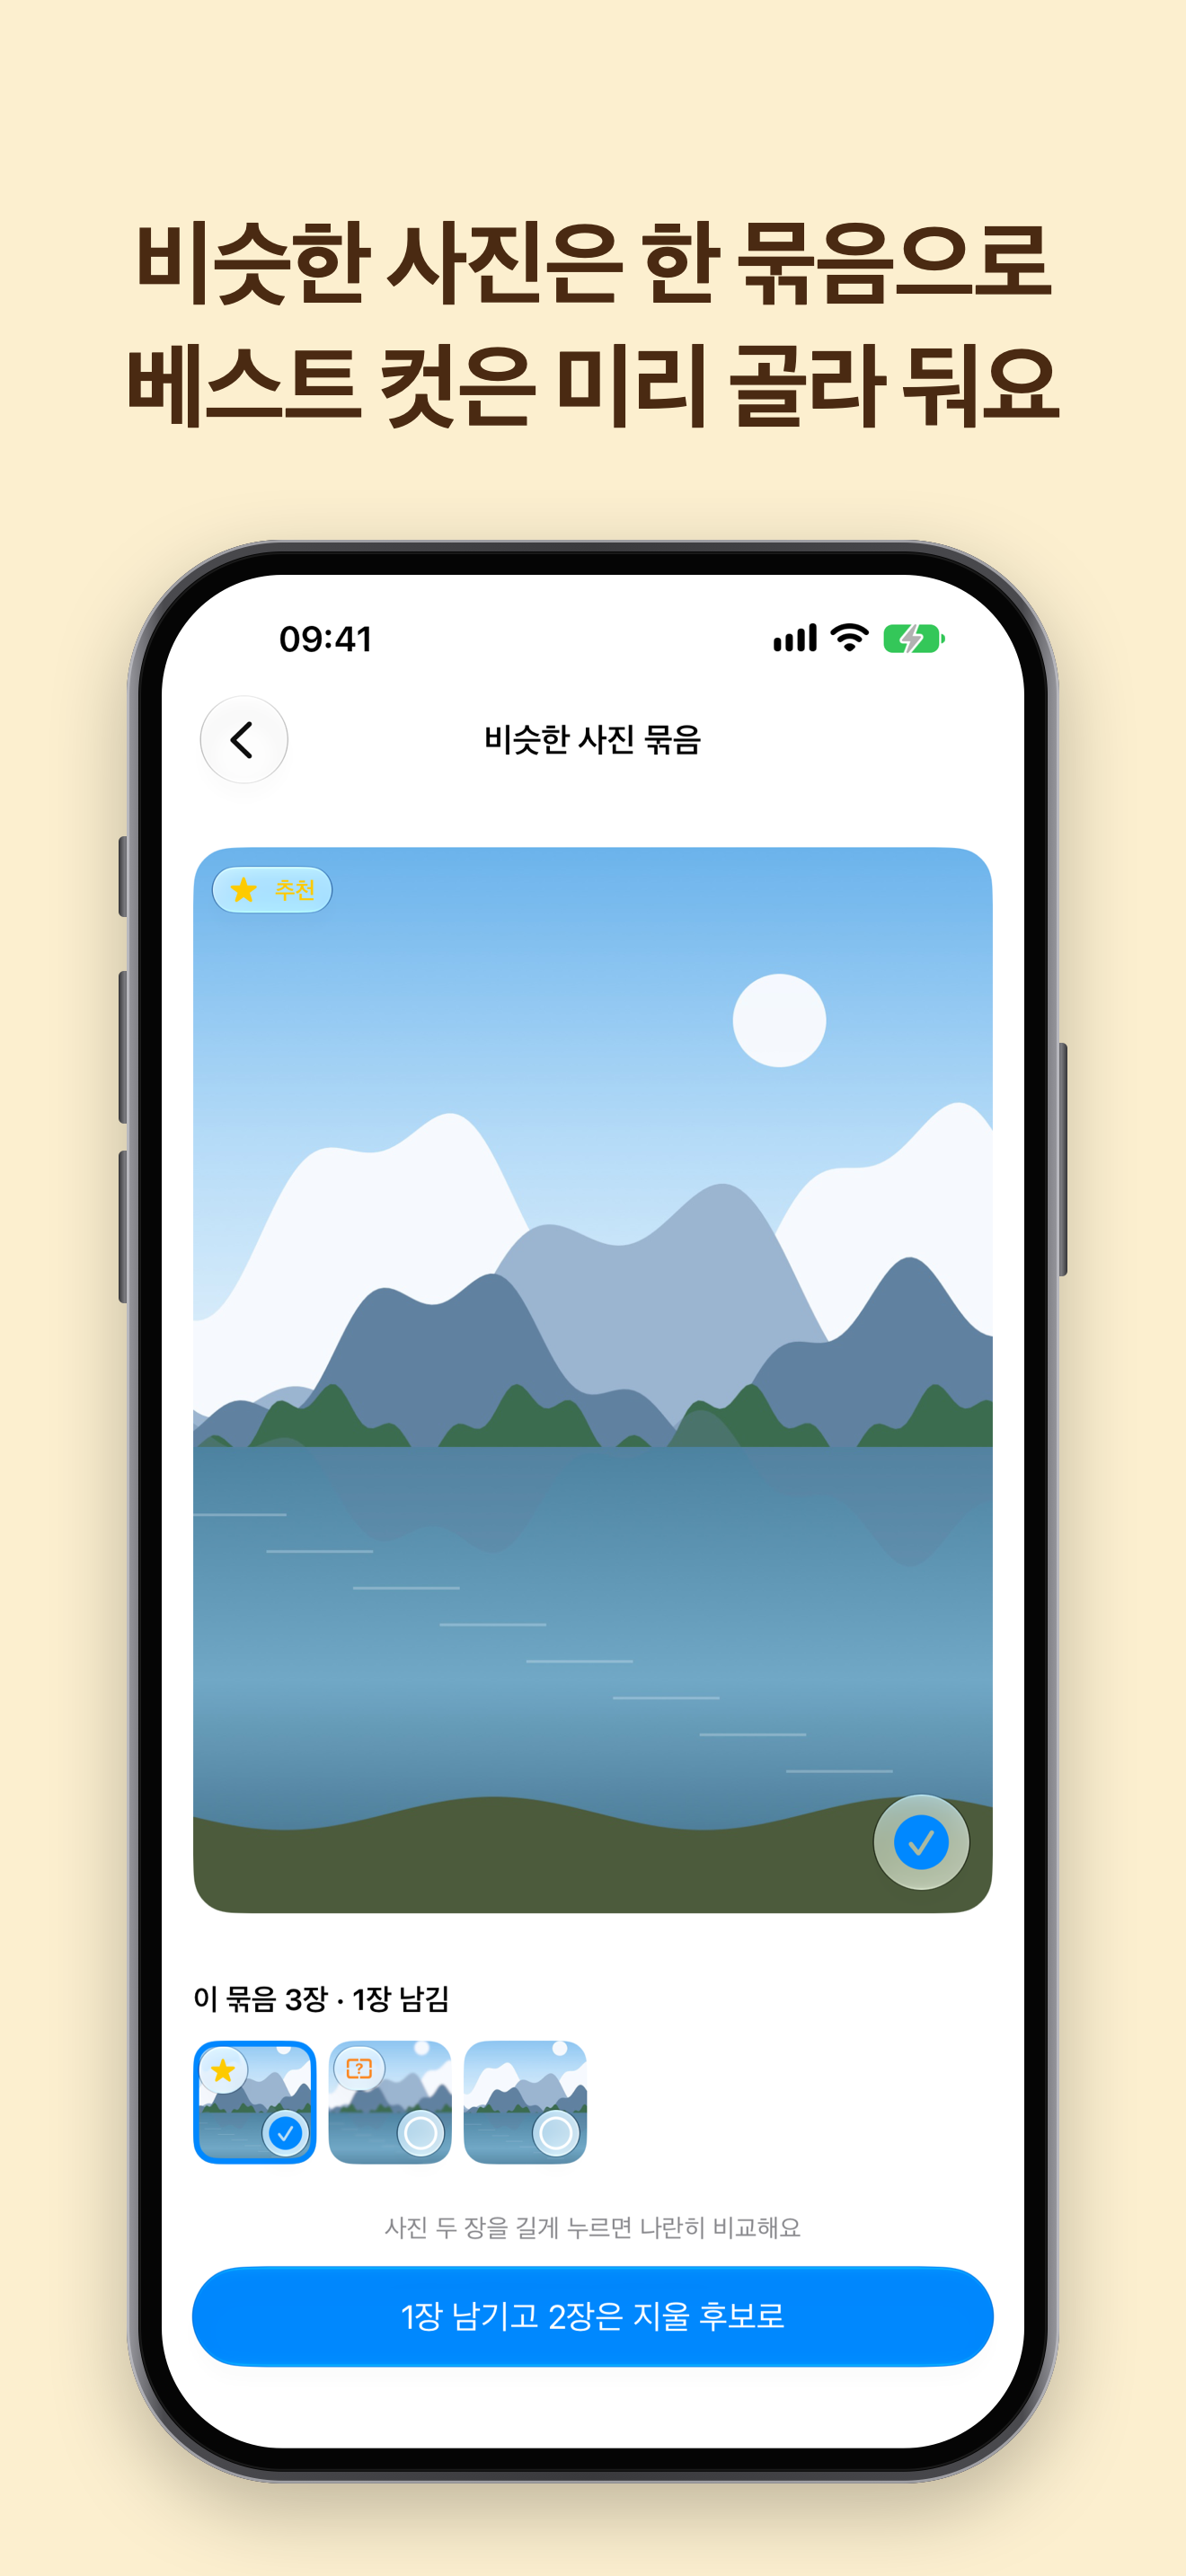 비슷한 사진은 한 묶음으로
베스트 컷은 미리 골라 둬요
09:41
비슷한 사진 묶음
추천
이 묶음 3장 · 1장 남김
?
사진 두 장을 길게 누르면 나란히 비교해요
1장 남기고 2장은 지울 후보로